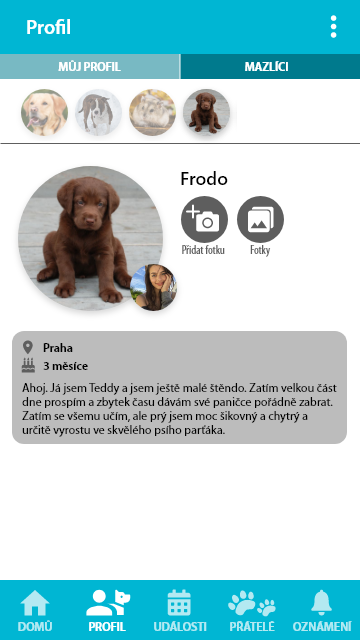 Profil
MŮJ PROFIL
MAZLÍCI
Frodo
Přidat fotku
Fotky
Praha
3 měsíce
Ahoj. Já jsem Teddy a jsem ještě malé štěndo. Zatím velkou část
dne prospím a zbytek času dávám své paničce pořádně zabrat.
Zatím se všemu učím, ale prý jsem moc šikovný a chytrý a
určitě vyrostu ve skvělého psího parťáka.
DOMŮ
PROFIL
UDÁLOSTI
PŘÁTELÉ
OZNÁMENÍ